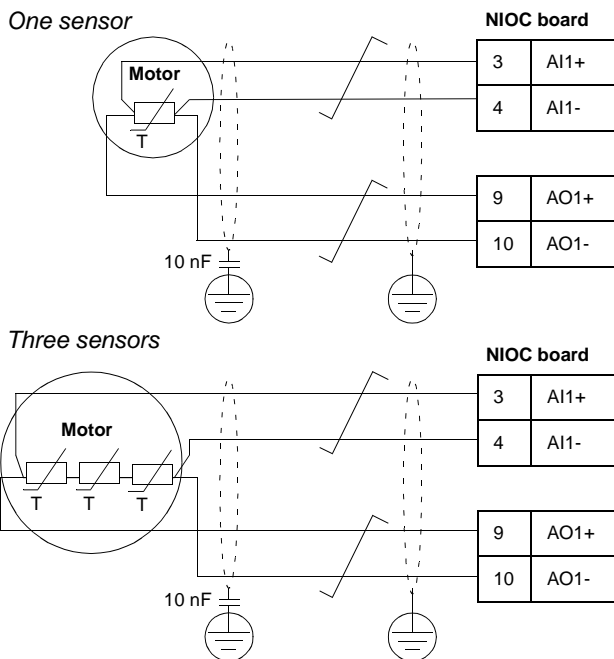 One sensor
NIOC board
Motor
T
3 AI1+
4 AI1-
9 AO1+
10 AO1-
10 nF
Three sensors
NIOC board
Motor
T T T
3 AI1+
4 AI1-
9 AO1+
10 AO1-
10 nF